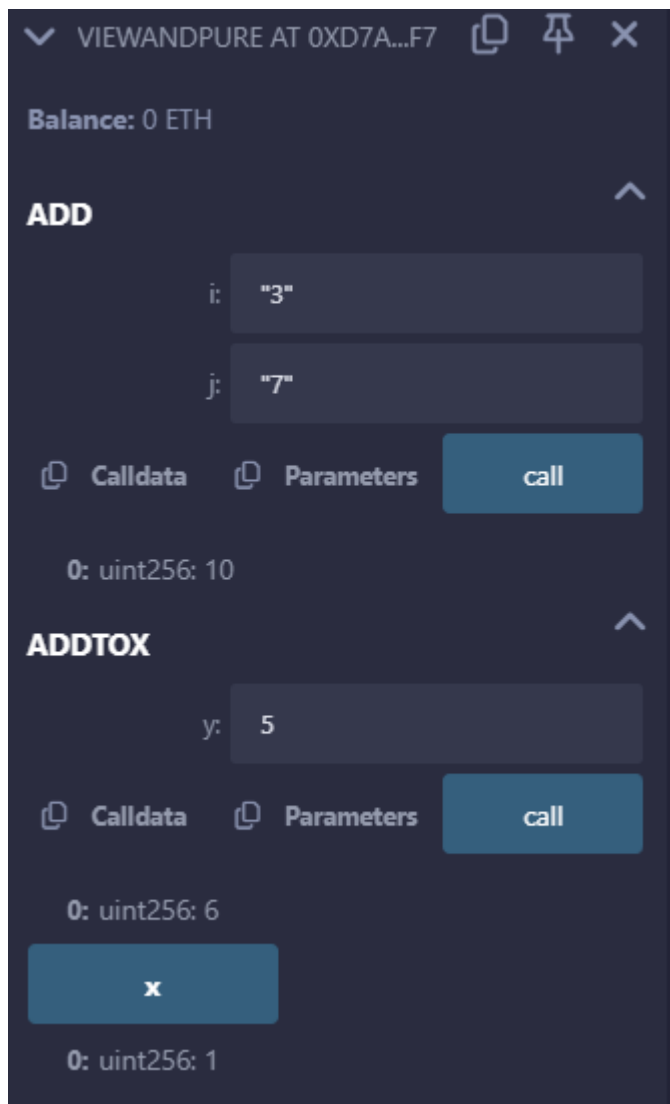 VIEWANDPURE AT 0XD7A...F7
Balance: 0 ETH
ADD
i: "3"
j: "7"
Calldata Parameters call
0: uint256: 10
ADDTOX
y: 5
Calldata Parameters call
0: uint256: 6
x
0: uint256: 1